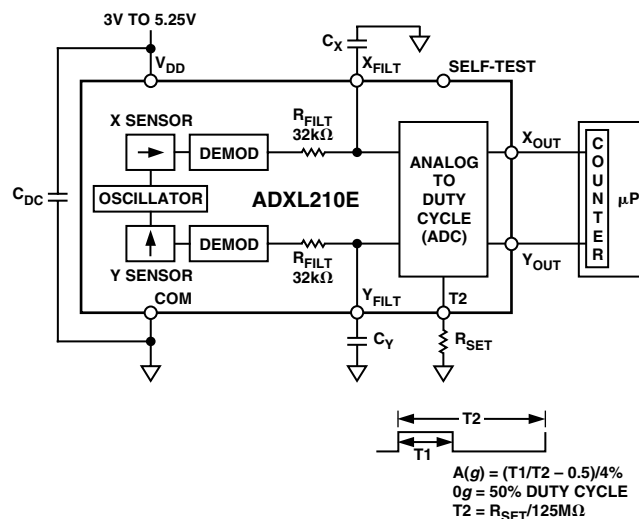 3V TO 5.25V
C_X
V_DD
X_FILT
SELF-TEST
X SENSOR
R_FILT
32kΩ
DEMOD
X_OUT
COUNTER
µP
ANALOG
TO
DUTY
CYCLE
(ADC)
C_DC
OSCILLATOR
ADXL210E
DEMOD
Y SENSOR
R_FILT
32kΩ
Y_OUT
COM
Y_FILT
T2
C_Y
R_SET
T2
T1
A(g) = (T1/T2 – 0.5)/4%
0g = 50% DUTY CYCLE
T2 = R_SET/125MΩ